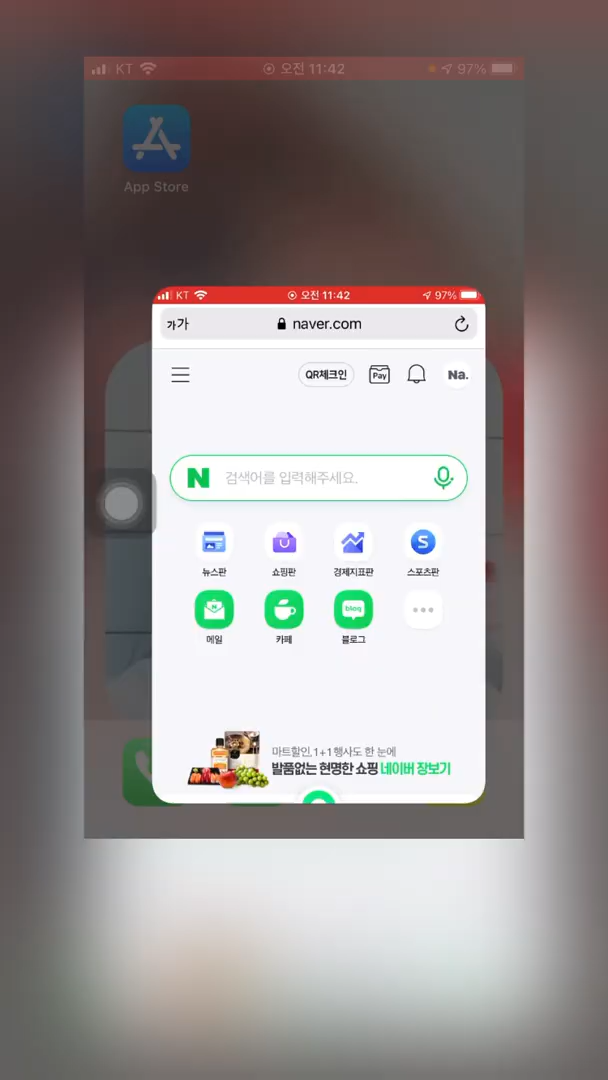 KT 오전 11:42 97%
App Store
KT 오전 11:42 97%
가가 naver.com
QR체크인 Pay Na.
N 검색어를 입력해주세요.
S
뉴스판 쇼핑판 경제지표판 스포츠판
N blog
메일 카페 블로그
마트할인, 1+1 행사도 한 눈에
발품없는 현명한 쇼핑 네이버 장보기